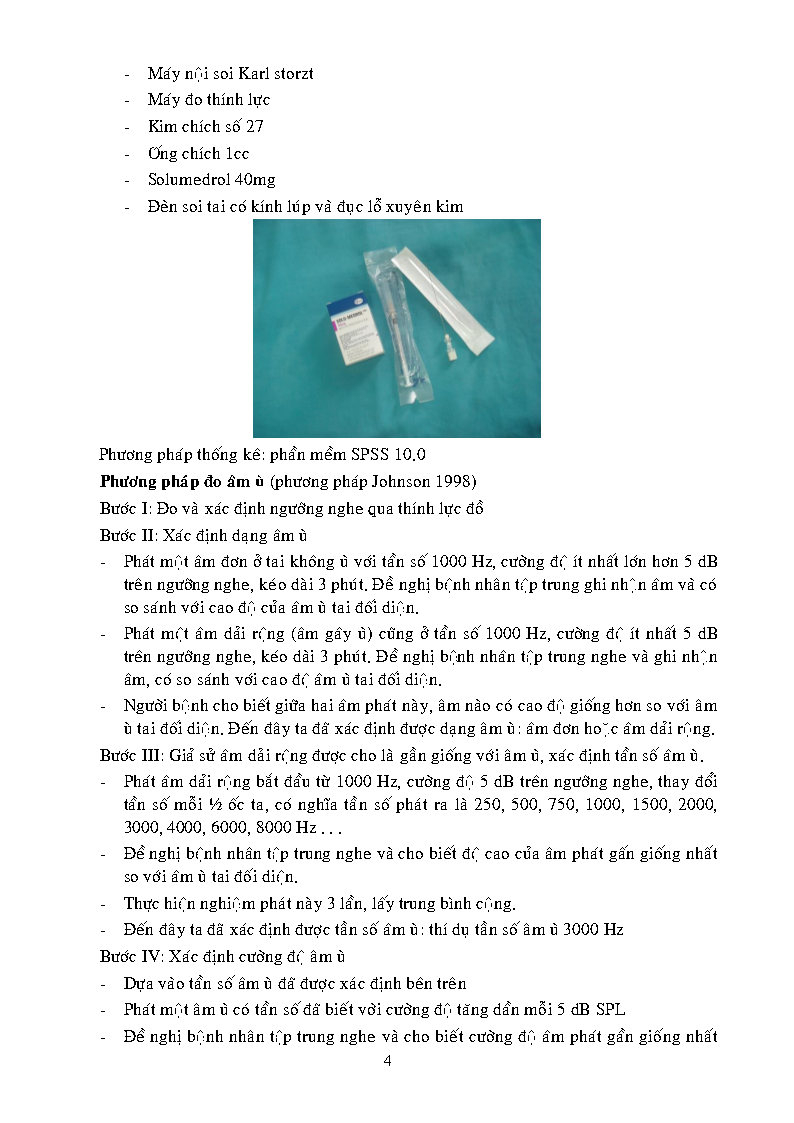 - Máy nội soi Karl storzt
- Máy đo thính lực
- Kim chích số 27
- Ống chích 1cc
- Solumedrol 40mg
- Đèn soi tai có kính lúp và đục lỗ xuyên kim
Phương pháp thống kê: phần mềm SPSS 10.0
Phương pháp đo âm ù (phương pháp Johnson 1998)
Bước I: Đo và xác định ngưỡng nghe qua thính lực đồ
Bước II: Xác định dạng âm ù
- Phát một âm đơn ở tai không ù với tần số 1000 Hz, cường độ ít nhất lớn hơn 5 dB
trên ngưỡng nghe, kéo dài 3 phút. Đề nghị bệnh nhân tập trung ghi nhận âm và có
so sánh với cao độ của âm ù tai đối diện.
- Phát một âm dải rộng (âm gây ù) cũng ở tần số 1000 Hz, cường độ ít nhất 5 dB
trên ngưỡng nghe, kéo dài 3 phút. Đề nghị bệnh nhân tập trung nghe và ghi nhận
âm, có so sánh với cao độ âm ù tai đối diện.
- Người bệnh cho biết giữa hai âm phát này, âm nào có cao độ giống hơn so với âm
ù tai đối diện. Đến đây ta đã xác định được dạng âm ù: âm đơn hoặc âm dải rộng.
Bước III: Giả sử âm dải rộng được cho là gần giống với âm ù, xác định tần số âm ù.
- Phát âm dải rộng bắt đầu từ 1000 Hz, cường độ 5 dB trên ngưỡng nghe, thay đổi
tần số mỗi ½ ốc ta, có nghĩa tần số phát ra là 250, 500, 750, 1000, 1500, 2000,
3000, 4000, 6000, 8000 Hz . . .
- Đề nghị bệnh nhân tập trung nghe và cho biết độ cao của âm phát gấn giống nhất
so với âm ù tai đối diện.
- Thực hiện nghiệm pháp này 3 lần, lấy trung bình cộng.
- Đến đây ta đã xác định được tần số âm ù: thí dụ tần số âm ù 3000 Hz
Bước IV: Xác định cường độ âm ù
- Dựa vào tần số âm ù đã được xác định bên trên
- Phát một âm ù có tần số đã biết vời cường độ tăng dần mỗi 5 dB SPL
- Đề nghị bệnh nhân tập trung nghe và cho biết cường độ âm phát gần giống nhất
4